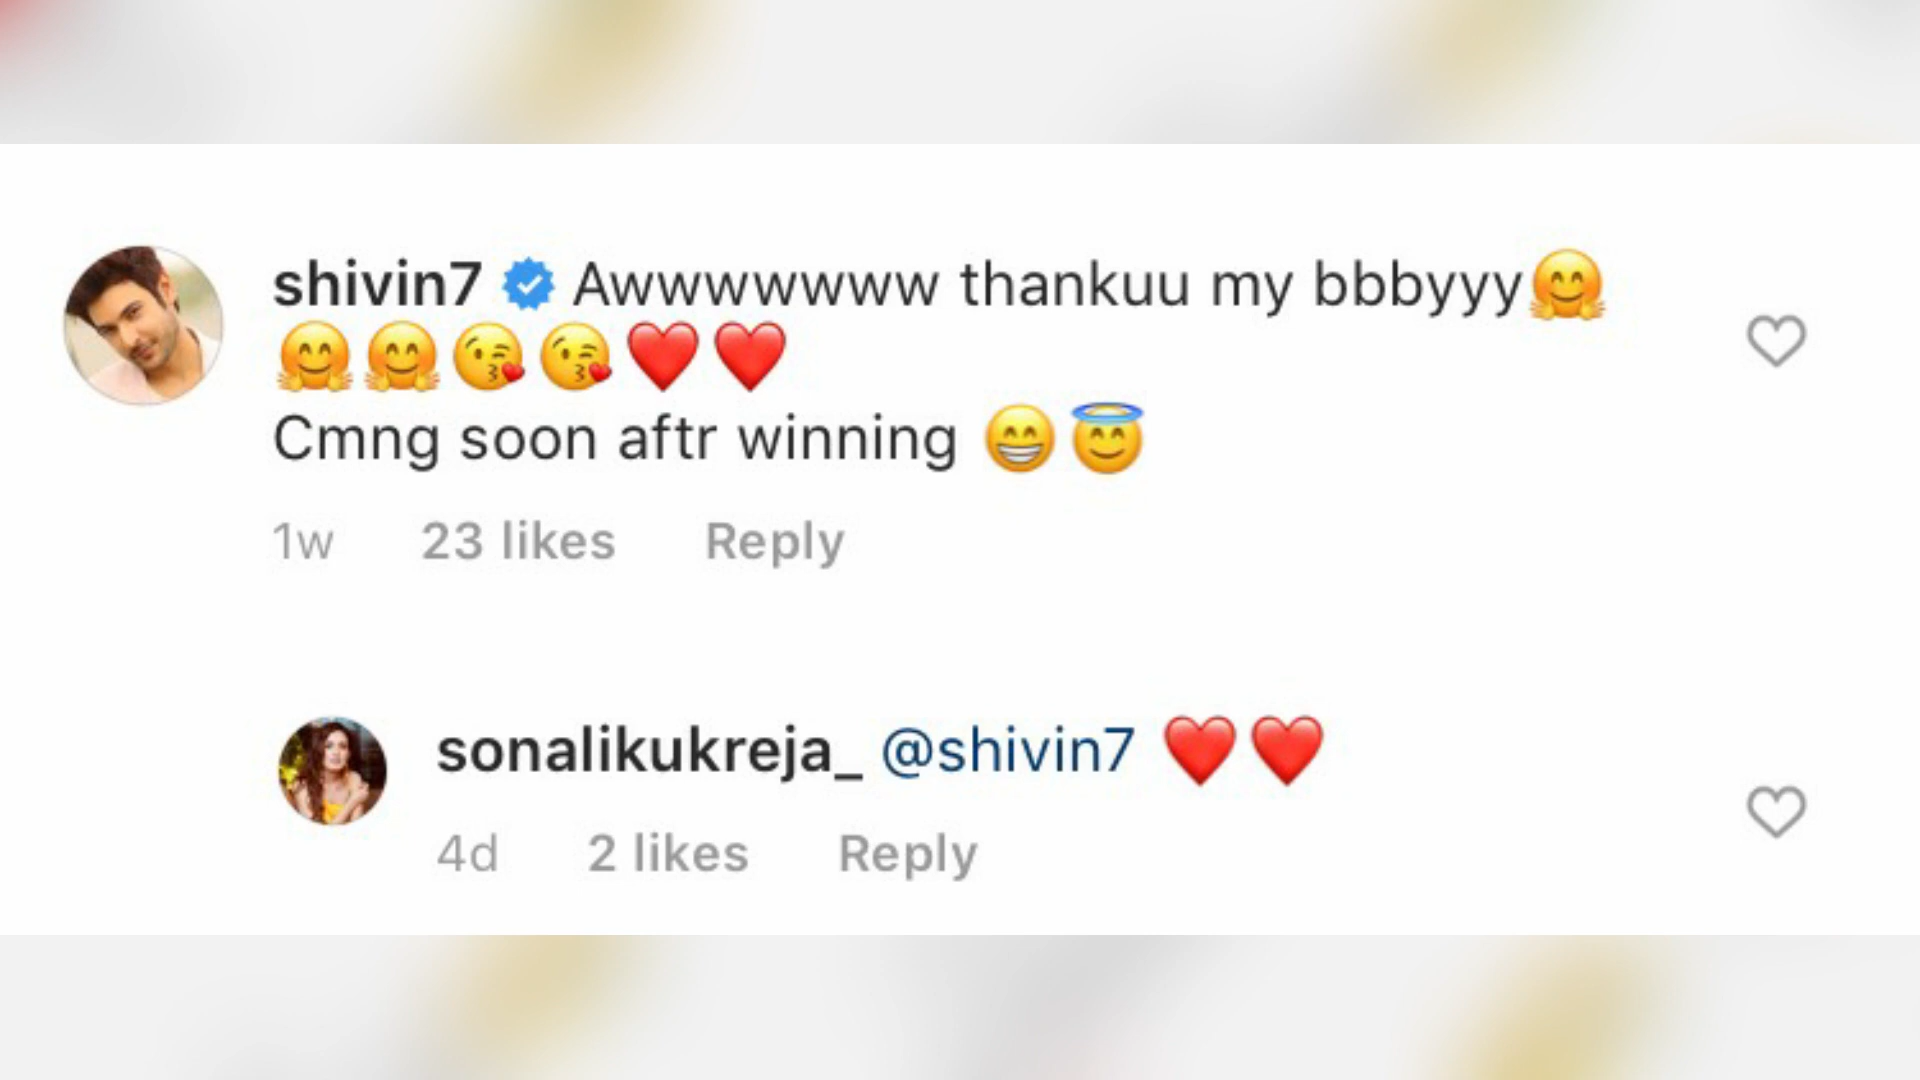 shivin7 Awwwwwww thankuu my bbbyyy🤗
🤗🤗😘😘❤️❤️
Cmng soon aftr winning 😁😇
1w 23 likes Reply
sonalikukreja_ @shivin7 ❤️❤️
4d 2 likes Reply